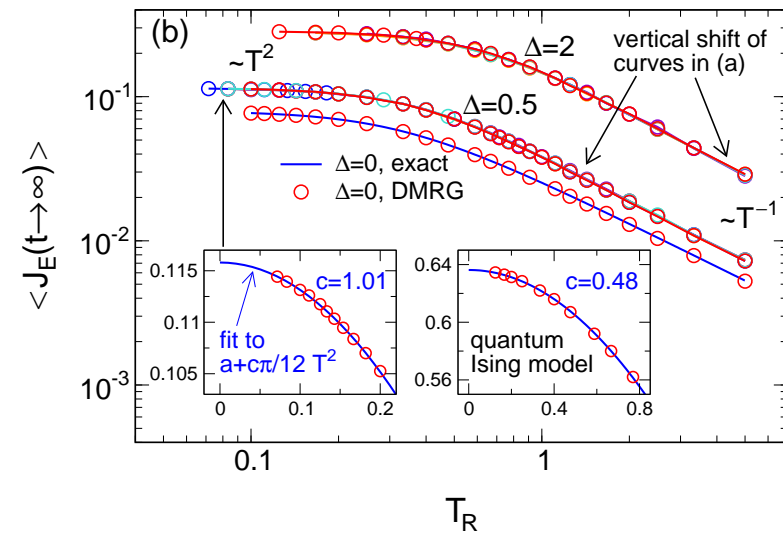 (b)
~T²
Δ=2
vertical shift of
curves in (a)
Δ=0.5
Δ=0, exact
Δ=0, DMRG
~T⁻¹
10⁻¹
10⁻²
10⁻³
<J_E(t→∞)>
c=1.01
0.115
0.11
0.105
fit to
a+cπ/12 T²
0 0.1 0.2
c=0.48
0.64
0.6
0.56
quantum
Ising model
0 0.4 0.8
0.1 1
T_R